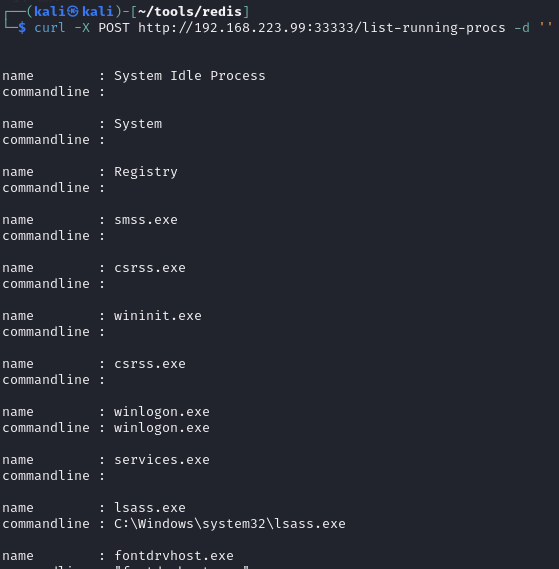 ┌──(kali㉿kali)-[~/tools/redis]
└─$ curl -X POST http://192.168.223.99:33333/list-running-procs -d ''
name        : System Idle Process
commandline :
name        : System
commandline :
name        : Registry
commandline :
name        : smss.exe
commandline :
name        : csrss.exe
commandline :
name        : wininit.exe
commandline :
name        : csrss.exe
commandline :
name        : winlogon.exe
commandline : winlogon.exe
name        : services.exe
commandline :
name        : lsass.exe
commandline : C:\Windows\system32\lsass.exe
name        : fontdrvhost.exe